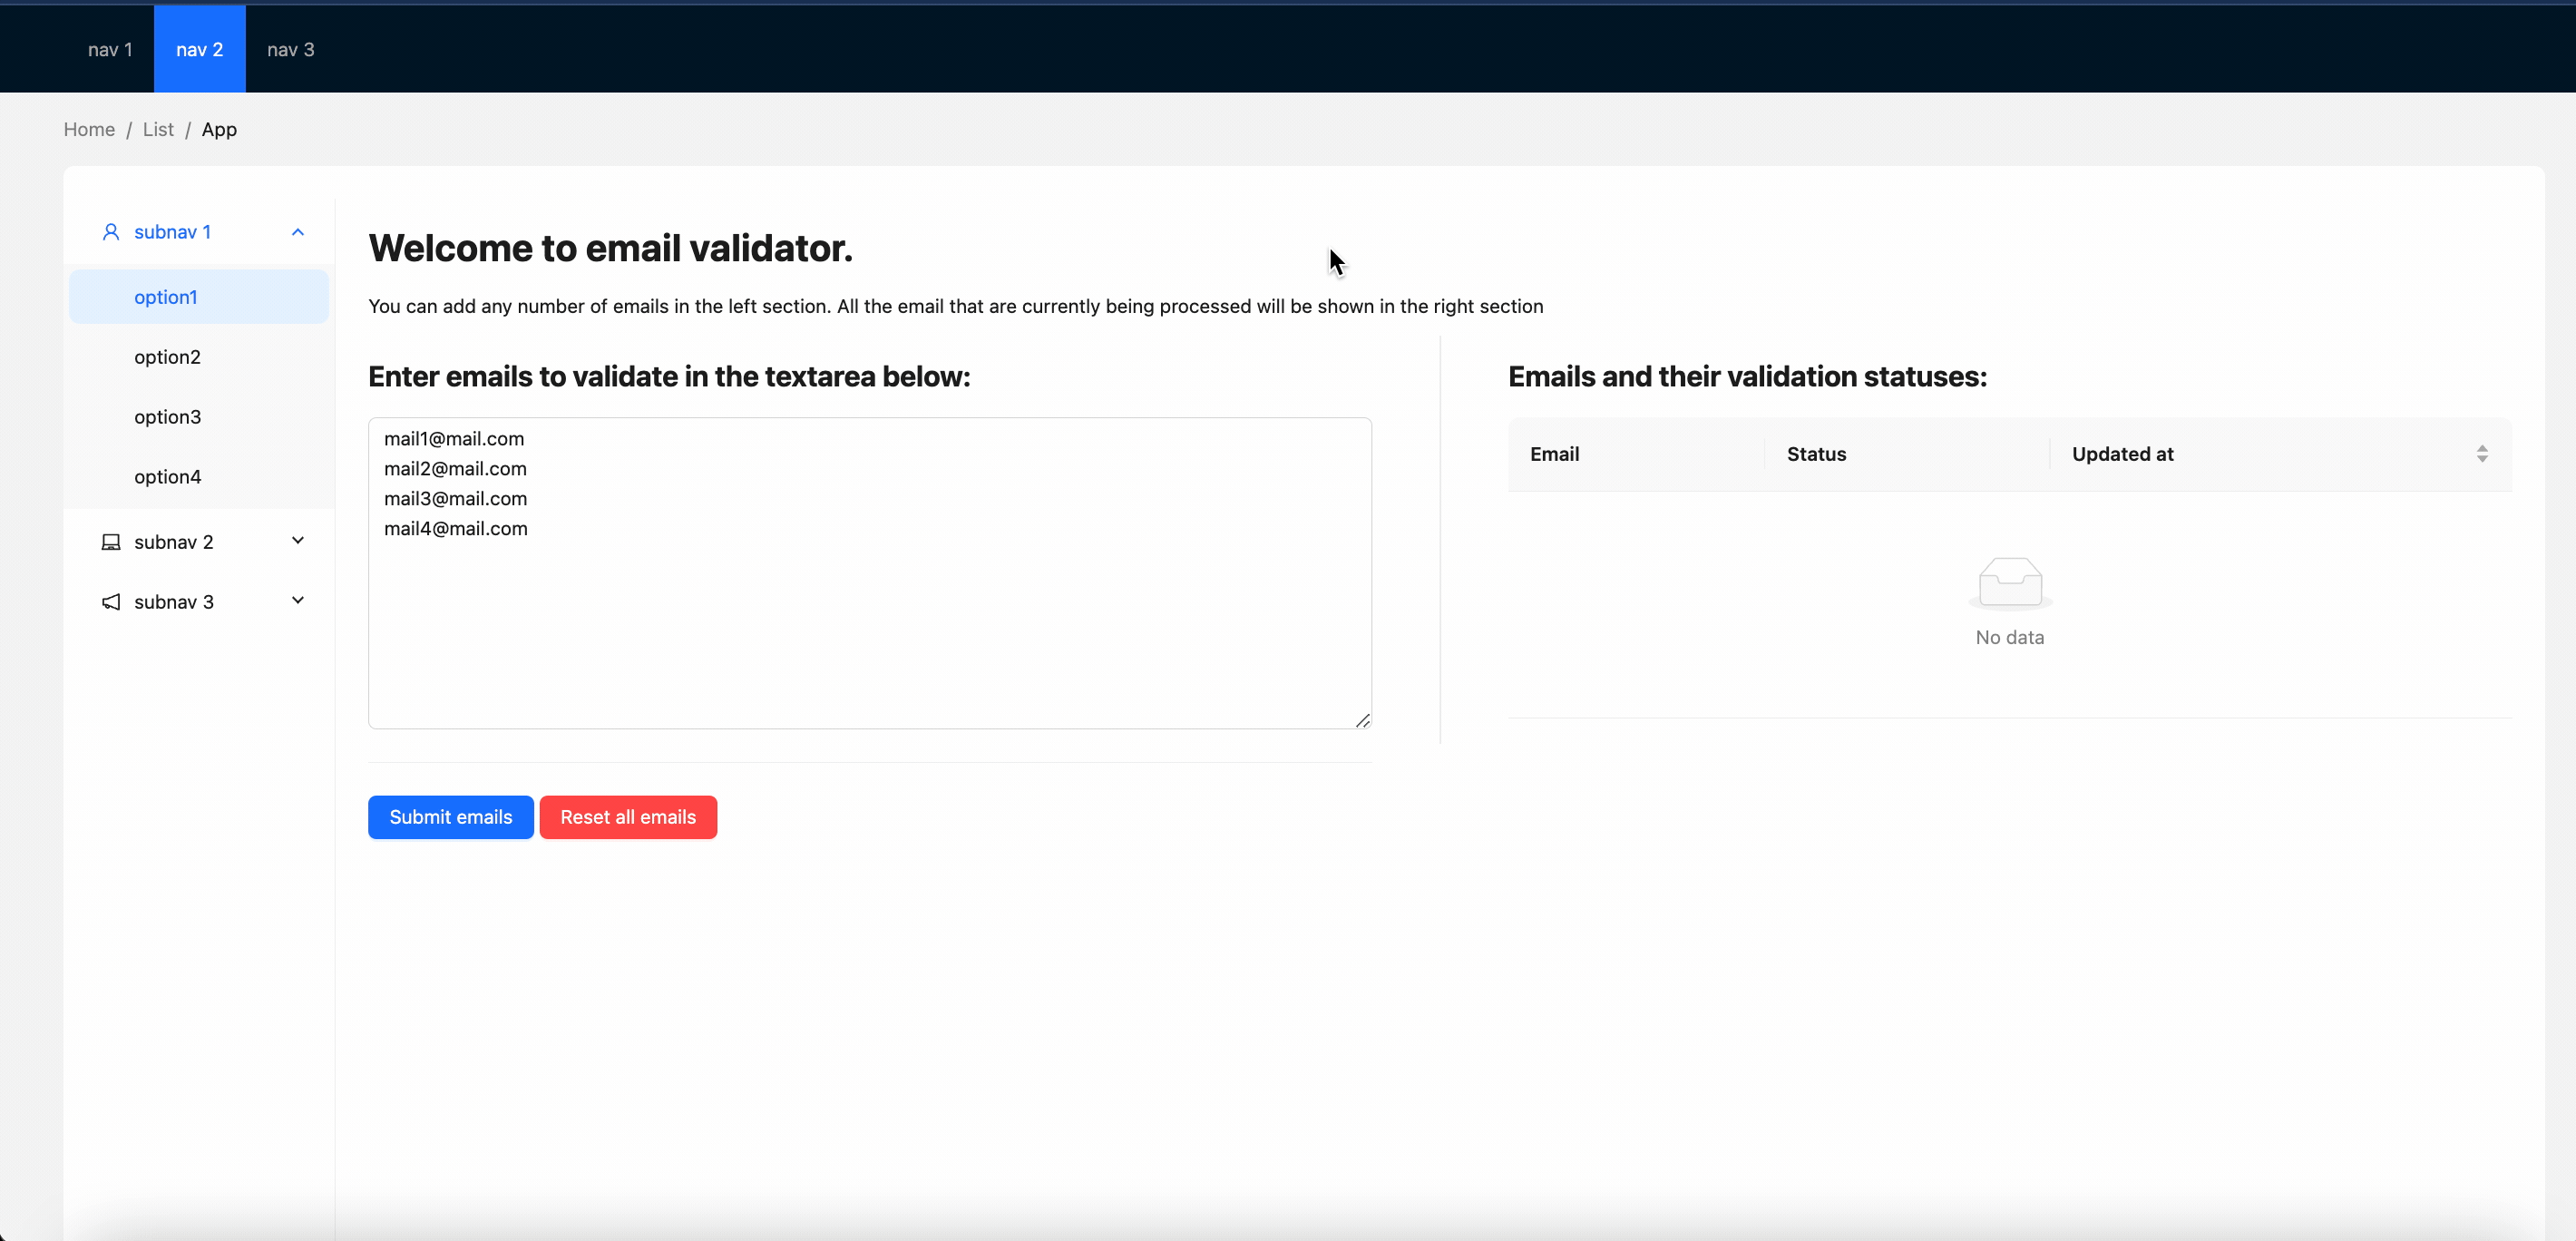 nav 1 nav 2 nav 3
Home / List / App
subnav 1
option1
option2
option3
option4
subnav 2
subnav 3
Welcome to email validator.
You can add any number of emails in the left section. All the email that are currently being processed will be shown in the right section
Enter emails to validate in the textarea below:
mail1@mail.com
mail2@mail.com
mail3@mail.com
mail4@mail.com
Submit emails Reset all emails
Emails and their validation statuses:
Email Status Updated at
No data